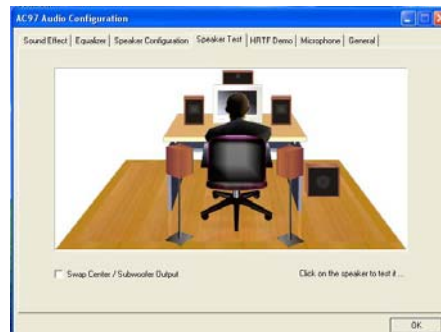 AC97 Audio Configuration
Sound Effect Equalizer Speaker Configuration Speaker Test HRTF Demo Microphone General
Swap Center / Subwoofer Output Click on the speaker to test it ...
OK